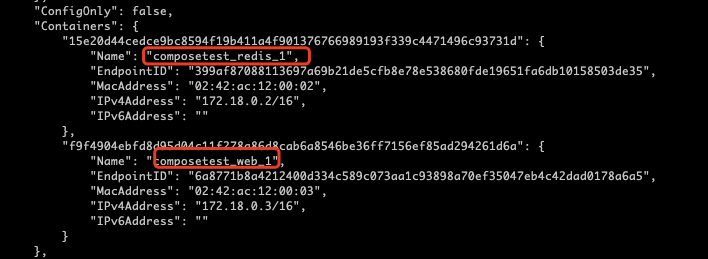 "ConfigOnly": false,
"Containers": {
"15e20d44cedce9bc8594f19b411a4f901376766989193f339c4471496c93731d": {
"Name": "composetest_redis_1",
"EndpointID": "399af87088113697a69b21de5cfb8e78e538680fde19651fa6db10158503de35",
"MacAddress": "02:42:ac:12:00:02",
"IPv4Address": "172.18.0.2/16",
"IPv6Address": ""
},
"f9f4904ebfd8d95d04c11f278a86d8cab6a8546be36ff7156ef85ad294261d6a": {
"Name": "composetest_web_1",
"EndpointID": "6a8771b8a4212400d334c589c073aa1c93898a70ef35047eb4c42dad0178a6a5",
"MacAddress": "02:42:ac:12:00:03",
"IPv4Address": "172.18.0.3/16",
"IPv6Address": ""
}
},